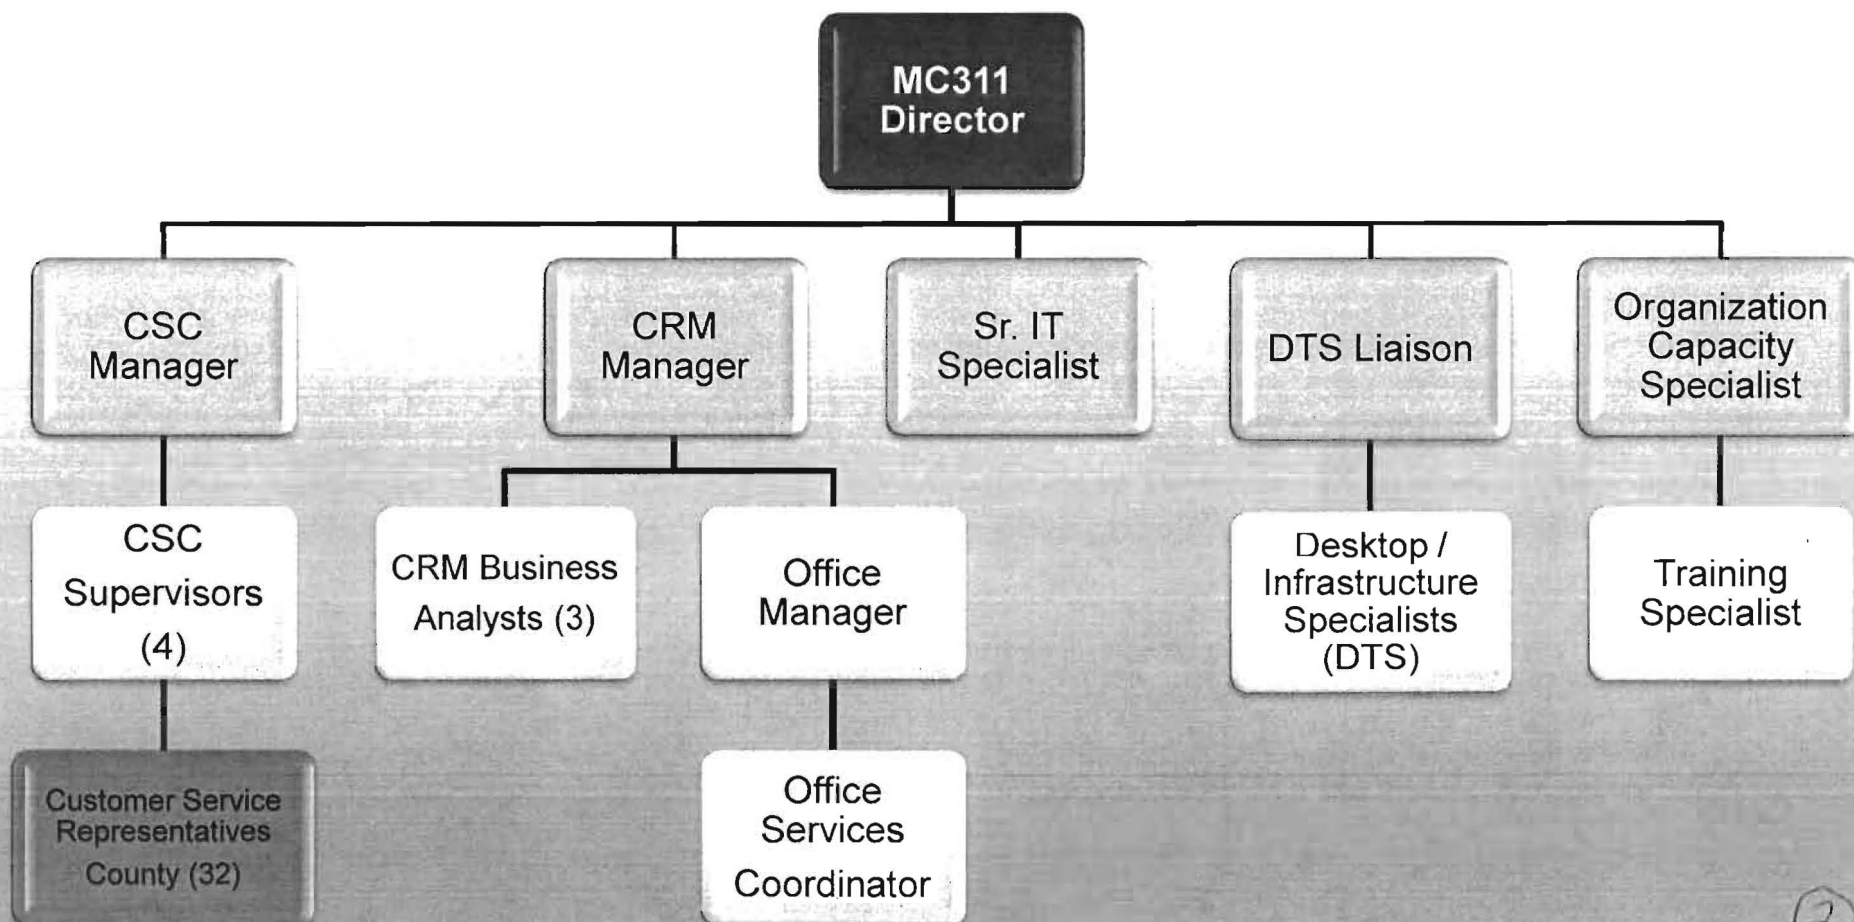 MC311
Director
CSC
Manager
CRM
Manager
Sr. IT
Specialist
DTS Liaison
Organization
Capacity
Specialist
CSC
Supervisors
(4)
CRM Business
Analysts (3)
Office
Manager
Desktop /
Infrastructure
Specialists
(DTS)
Training
Specialist
Customer Service
Representatives
County (32)
Office
Services
Coordinator